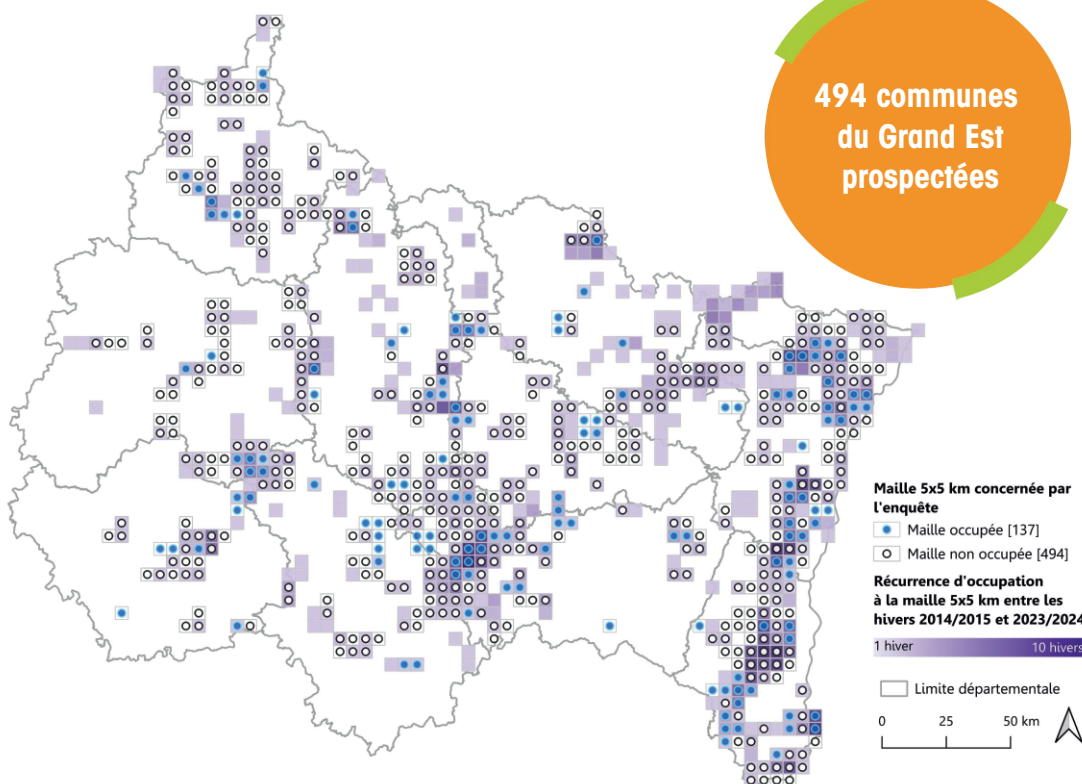 494 communes
du Grand Est
prospectées
Maille 5x5 km concernée par
l'enquête
Maille occupée [137]
Maille non occupée [494]
Récurrence d'occupation
à la maille 5x5 km entre les
hivers 2014/2015 et 2023/2024
1 hiver 10 hivers
Limite départementale
0 25 50 km